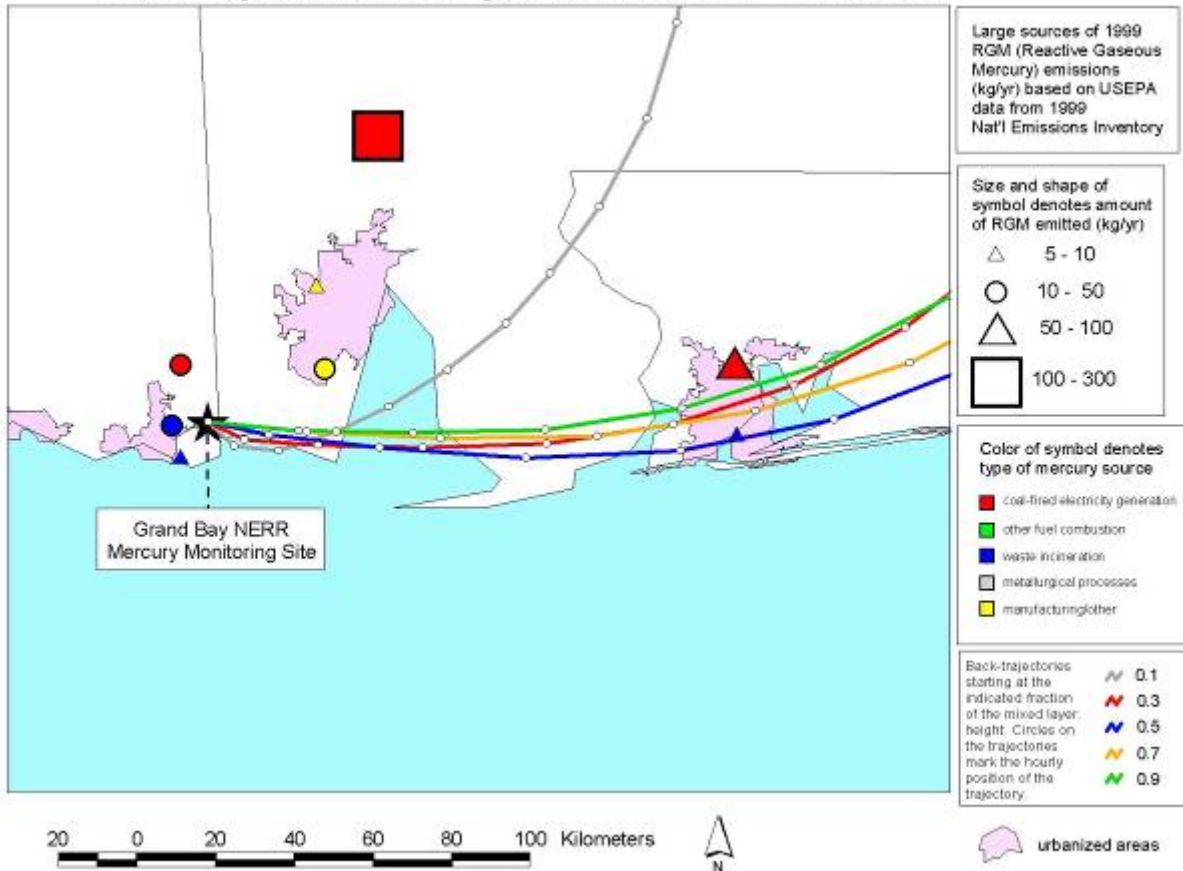 Large sources of 1999
RGM (Reactive Gaseous
Mercury) emissions
(kg/yr) based on USEPA
data from 1999
Nat'l Emissions Inventory
Size and shape of
symbol denotes amount
of RGM emitted (kg/yr)
5 - 10
10 - 50
50 - 100
100 - 300
Color of symbol denotes
type of mercury source
coal-fired electricity generation
other fuel combustion
waste incineration
metallurgical processes
manufacturing/other
Back-trajectories
starting at the
indicated fraction
of the mixed layer
height. Circles on
the trajectories
mark the hourly
position of the
trajectory.
0.1
0.3
0.5
0.7
0.9
urbanized areas
Grand Bay NERR
Mercury Monitoring Site
20 0 20 40 60 80 100 Kilometers
N